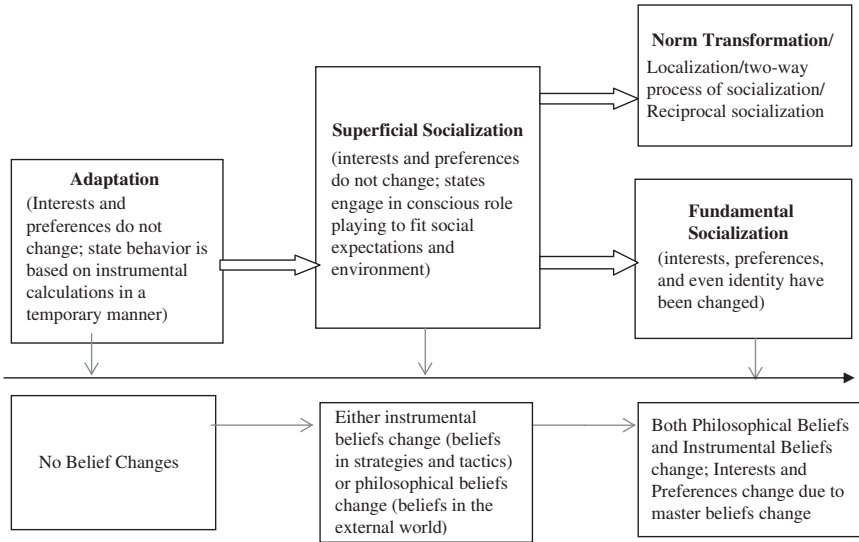 Norm Transformation/
Localization/two-way
process of socialization/
Reciprocal socialization
Superficial Socialization
(interests and preferences
do not change; states
engage in conscious role
playing to fit social
expectations and
environment)
Adaptation
(Interests and
preferences do not
change; state behavior is
based on instrumental
calculations in a
temporary manner)
Fundamental
Socialization
(interests, preferences,
and even identity have
been changed)
No Belief Changes
Either instrumental
beliefs change (beliefs
in strategies and tactics)
or philosophical beliefs
change (beliefs in the
external world)
Both Philosophical Beliefs
and Instrumental Beliefs
change; Interests and
Preferences change due to
master beliefs change